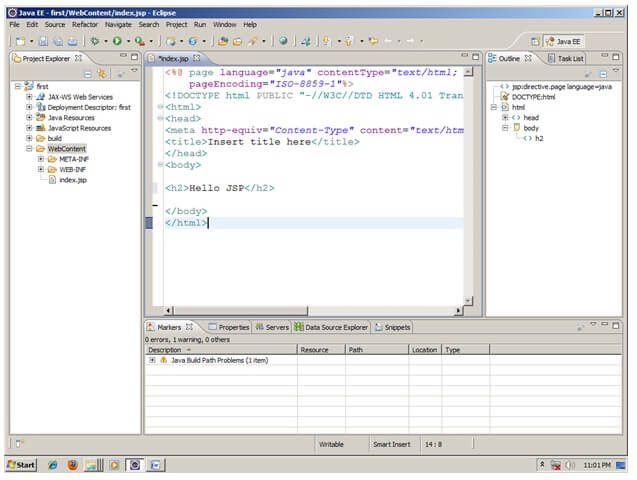 Java EE - first/WebContent/index.jsp - Eclipse
File Edit Source Refactor Navigate Search Project Run Window Help
Java EE
Project Explorer
first
JAX-WS Web Services
Deployment Descriptor: first
Java Resources
JavaScript Resources
build
WebContent
META-INF
WEB-INF
index.jsp
*index.jsp
<%@ page language="java" contentType="text/html;
pageEncoding="ISO-8859-1"%>
<!DOCTYPE html PUBLIC "-//W3C//DTD HTML 4.01 Tran
<html>
<head>
<meta http-equiv="Content-Type" content="text/htm
<title>Insert title here</title>
</head>
<body>
<h2>Hello JSP</h2>
</body>
</html>
Outline Task List
jsp:directive.page language=java
DOCTYPE:html
html
head
body
h2
Markers Properties Servers Data Source Explorer Snippets
0 errors, 1 warning, 0 others
Description Resource Path Location Type
Java Build Path Problems (1 item)
Writable Smart Insert 14 : 8
Start 11:01 PM